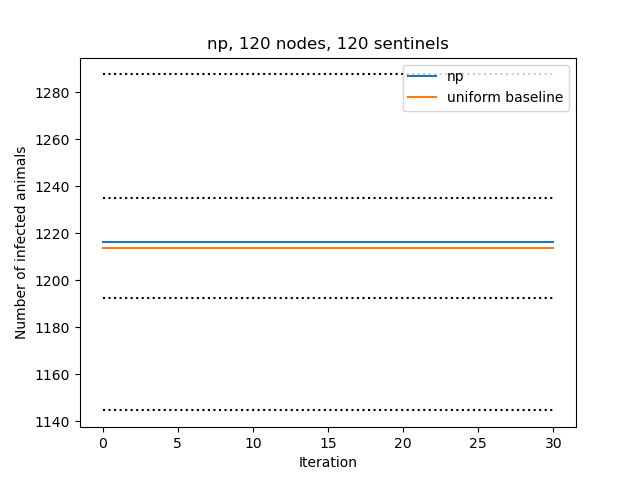 np, 120 nodes, 120 sentinels
np
uniform baseline
Number of infected animals
1280
1260
1240
1220
1200
1180
1160
1140
0 5 10 15 20 25 30
Iteration